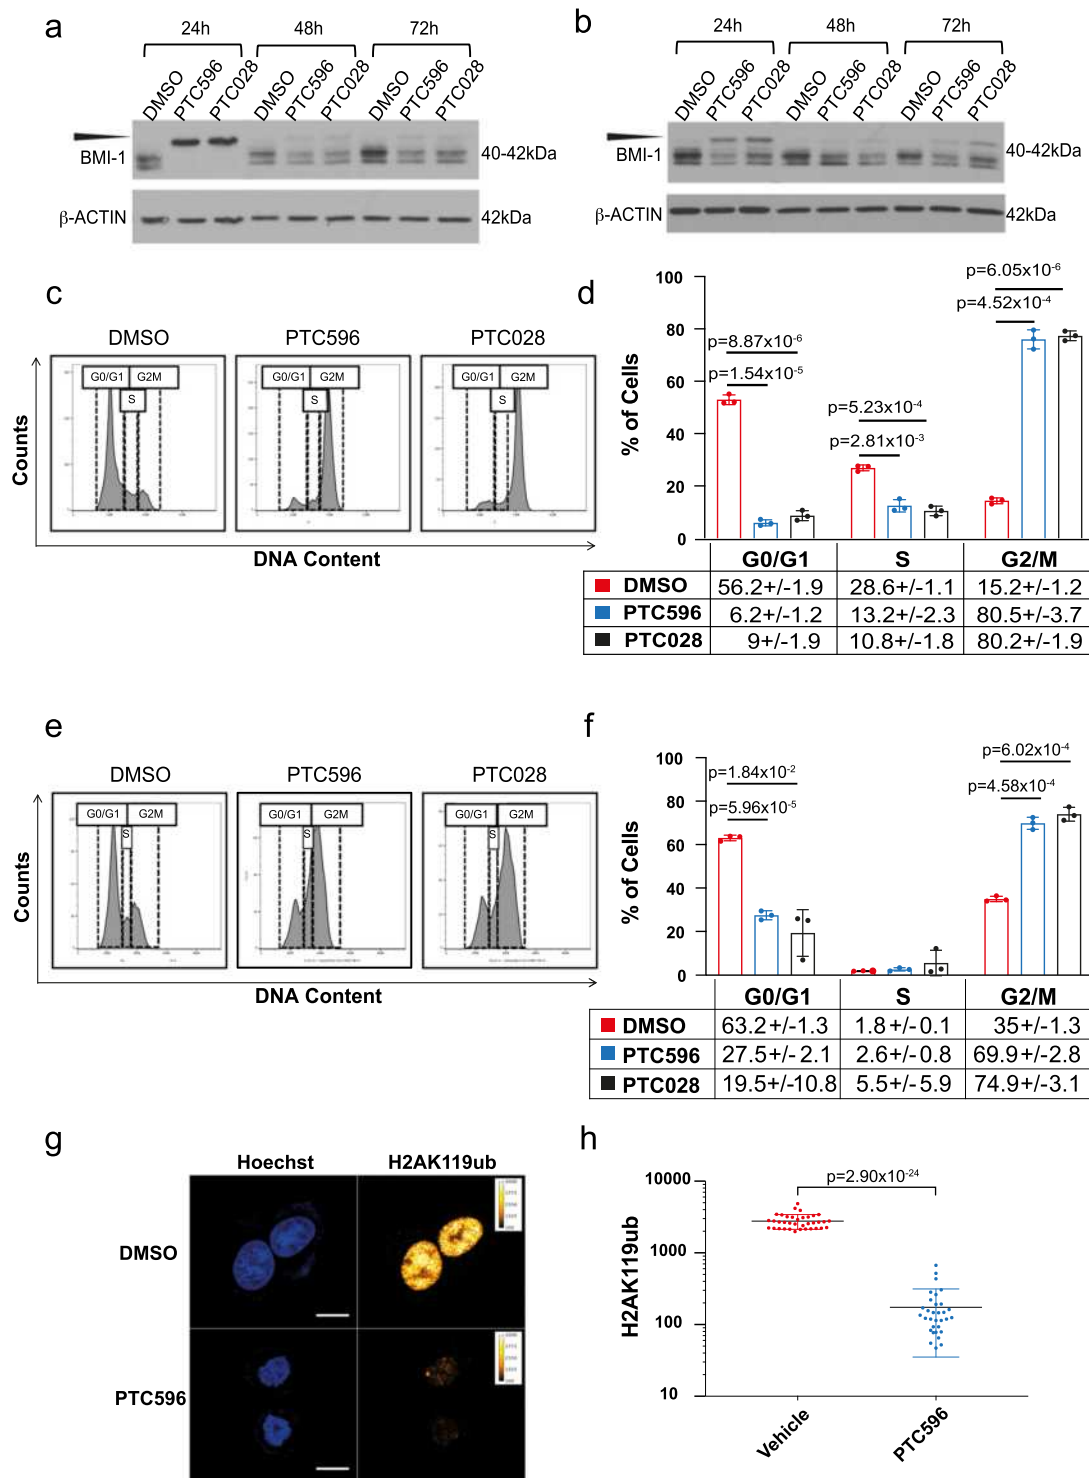 a
24h 48h 72h
DMSO PTC596 PTC028 DMSO PTC596 PTC028 DMSO PTC596 PTC028
BMI-1 40-42kDa
β-ACTIN 42kDa
b
24h 48h 72h
DMSO PTC596 PTC028 DMSO PTC596 PTC028 DMSO PTC596 PTC028
BMI-1 40-42kDa
β-ACTIN 42kDa
c
DMSO PTC596 PTC028
G0/G1 G2M G0/G1 G2M G0/G1 G2M
S S S
Counts
DNA Content
d
p=6.05x10-6
p=4.52x10-4
p=8.87x10-6
p=1.54x10-5
p=5.23x10-4
p=2.81x10-3
% of Cells
100
80
60
40
20
0
G0/G1 S G2/M
DMSO 56.2+/-1.9 28.6+/-1.1 15.2+/-1.2
PTC596 6.2+/-1.2 13.2+/-2.3 80.5+/-3.7
PTC028 9+/-1.9 10.8+/-1.8 80.2+/-1.9
e
DMSO PTC596 PTC028
G0/G1 G2M G0/G1 G2M G0/G1 G2M
S S S
Counts
DNA Content
f
p=6.02x10-4
p=4.58x10-4
p=1.84x10-2
p=5.96x10-5
% of Cells
100
80
60
40
20
0
G0/G1 S G2/M
DMSO 63.2+/-1.3 1.8+/-0.1 35+/-1.3
PTC596 27.5+/-2.1 2.6+/-0.8 69.9+/-2.8
PTC028 19.5+/-10.8 5.5+/-5.9 74.9+/-3.1
g
Hoechst H2AK119ub
DMSO
PTC596
h
p=2.90x10-24
H2AK119ub
10000
1000
100
10
Vehicle PTC596